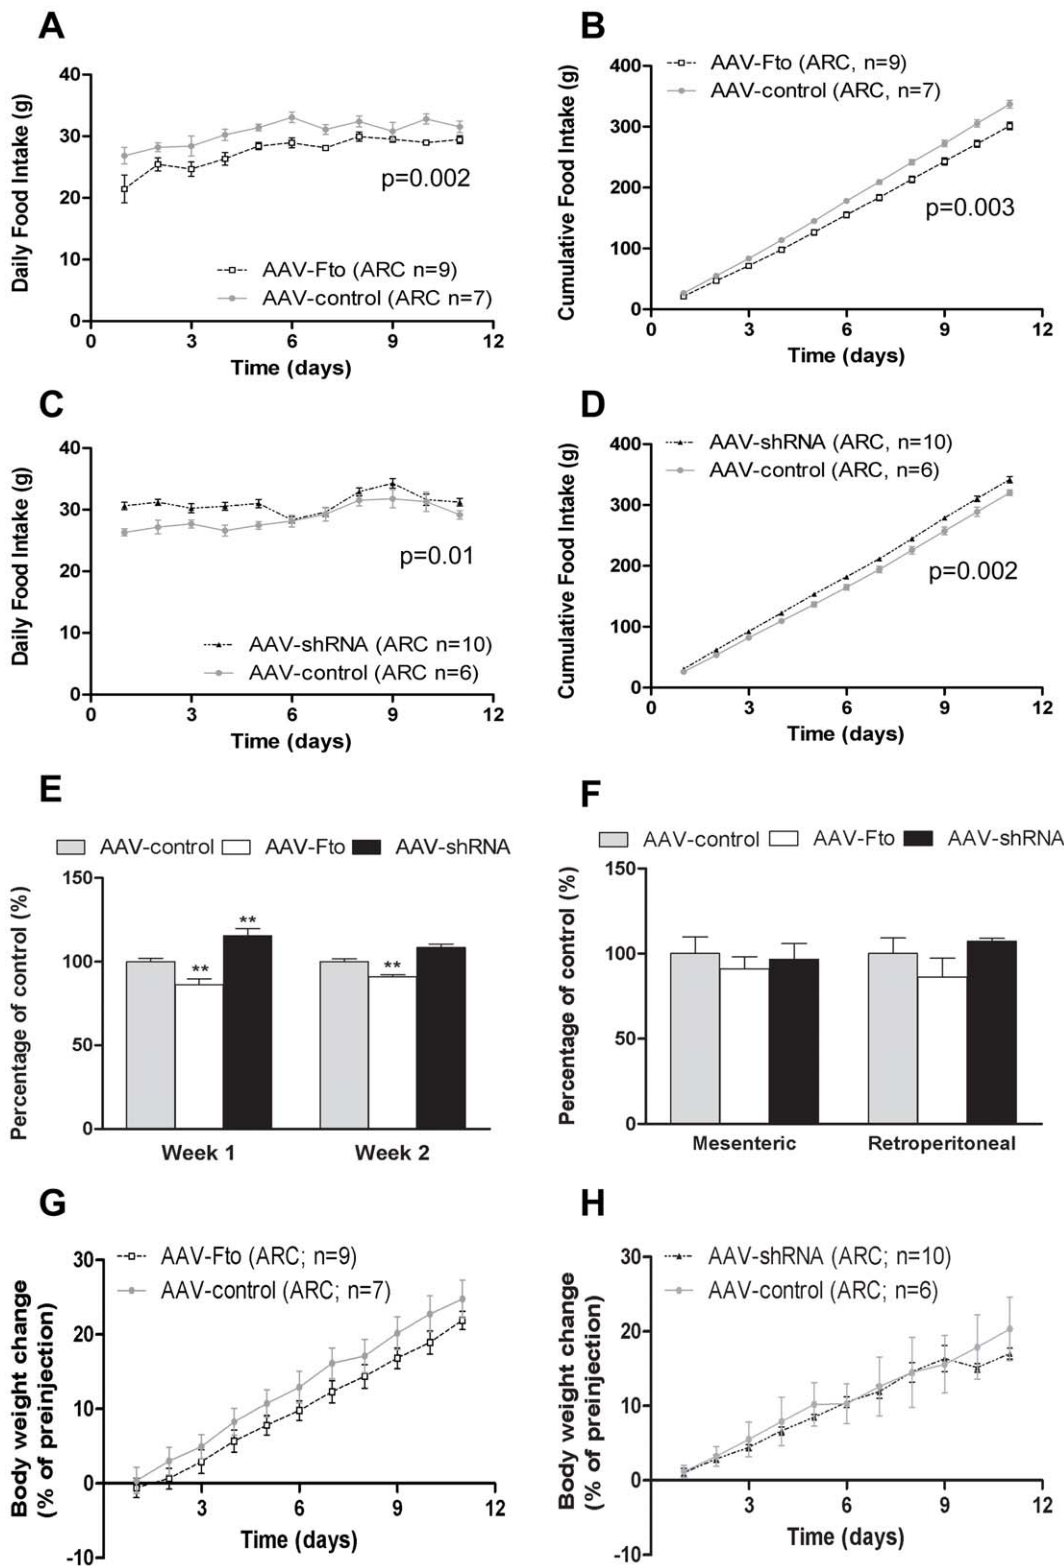 A
Daily Food Intake (g)
40
30
20
10
0
p=0.002
AAV-Fto (ARC n=9)
AAV-control (ARC n=7)
0 3 6 9 12
Time (days)
B
Cumulative Food Intake (g)
AAV-Fto (ARC, n=9)
AAV-control (ARC, n=7)
400
300
200
100
0
p=0.003
0 3 6 9 12
Time (days)
C
Daily Food Intake (g)
40
30
20
10
0
p=0.01
AAV-shRNA (ARC n=10)
AAV-control (ARC n=6)
0 3 6 9 12
Time (days)
D
Cumulative Food Intake (g)
AAV-shRNA (ARC, n=10)
AAV-control (ARC, n=6)
400
300
200
100
0
p=0.002
0 3 6 9 12
Time (days)
E
AAV-control AAV-Fto AAV-shRNA
Percentage of control (%)
150
100
50
0
**
**
**
Week 1 Week 2
F
AAV-control AAV-Fto AAV-shRNA
Percentage of control (%)
150
100
50
0
Mesenteric Retroperitoneal
G
AAV-Fto (ARC; n=9)
AAV-control (ARC; n=7)
Body weight change
(% of preinjection)
30
20
10
0
-10
3 6 9 12
Time (days)
H
AAV-shRNA (ARC; n=10)
AAV-control (ARC; n=6)
Body weight change
(% of preinjection)
30
20
10
0
-10
3 6 9 12
Time (days)